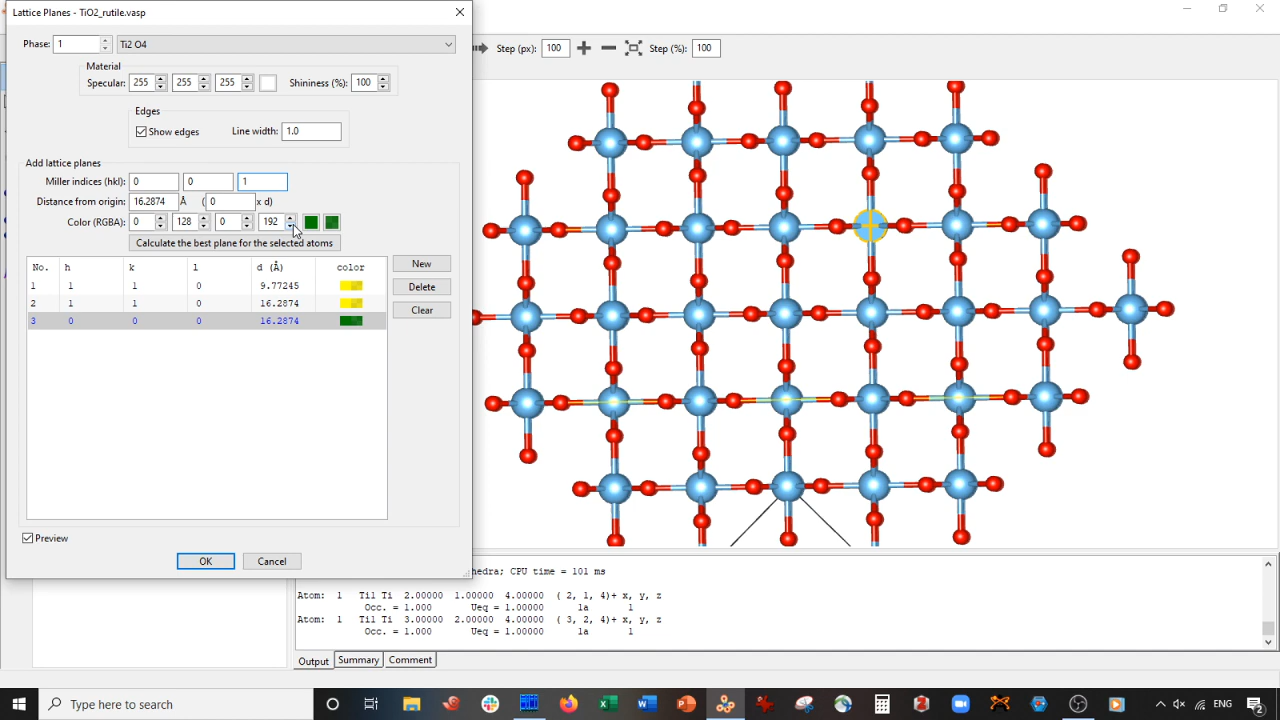 Lattice Planes - TiO2_rutile.vasp
Phase: 1 Ti2 O4
Material
Specular: 255 255 255 Shininess (%): 100
Edges
Show edges Line width: 1.0
Add lattice planes
Miller indices (hkl): 0 0 1
Distance from origin: 16.2874 Å ( 0 x d)
Color (RGBA): 0 128 0 192
Calculate the best plane for the selected atoms
No. h k l d (Å) color
1 1 1 0 9.77245
2 1 1 0 16.2874
3 0 0 0 16.2874
New
Delete
Clear
Preview
OK Cancel
Step (px): 100 Step (%): 100
hedra; CPU time = 101 ms
Atom: 1 Ti1 Ti 2.00000 1.00000 4.00000 ( 2, 1, 4)+ x, y, z
Occ. = 1.000 Ueq = 1.00000 1a 1
Atom: 1 Ti1 Ti 3.00000 2.00000 4.00000 ( 3, 2, 4)+ x, y, z
Occ. = 1.000 Ueq = 1.00000 1a 1
Output Summary Comment
Type here to search
ENG
2